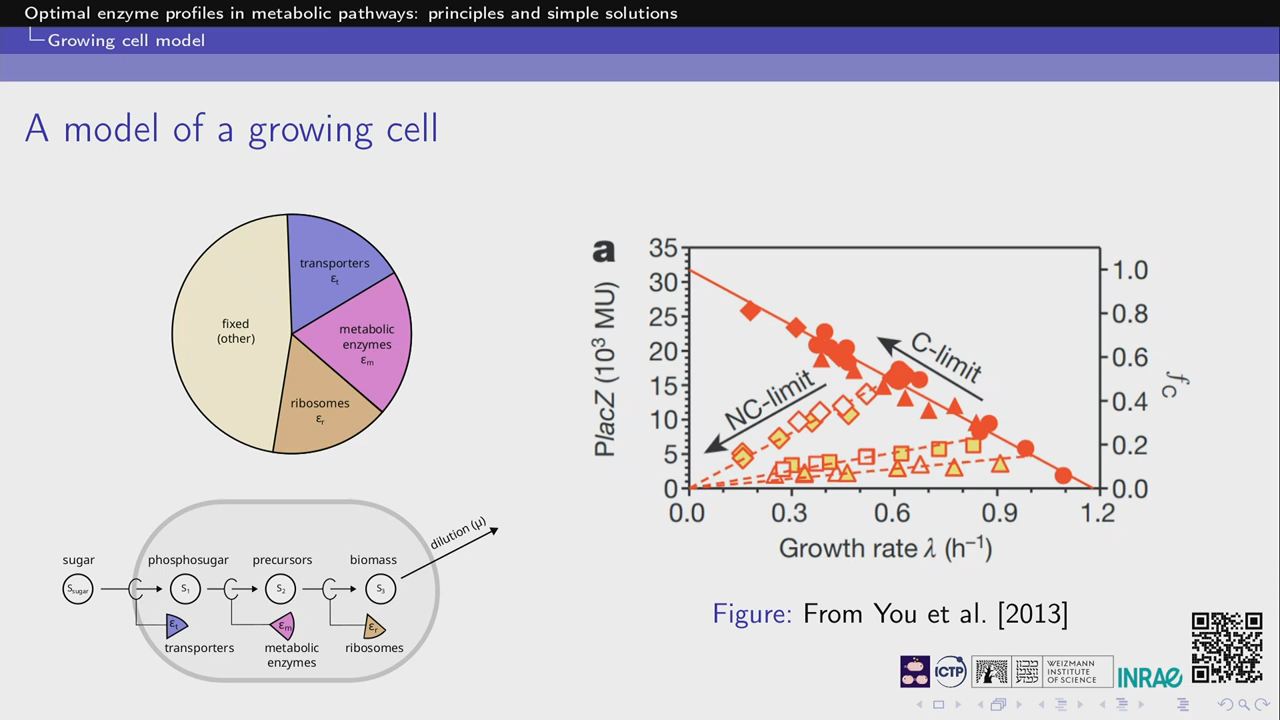 Optimal enzyme profiles in metabolic pathways: principles and simple solutions
Growing cell model
A model of a growing cell
transporters
εt
fixed
(other)
metabolic
enzymes
εm
ribosomes
εr
sugar
phosphosugar
precursors
biomass
dilution (μ)
Ssugar
S1
S2
S3
εt
εm
εr
transporters
metabolic
enzymes
ribosomes
a
PlacZ (10³ MU)
35
30
25
20
15
10
5
0
0.0
0.3
0.6
0.9
1.2
Growth rate λ (h⁻¹)
1.0
0.8
0.6
0.4
0.2
0.0
fC
C-limit
NC-limit
Figure: From You et al. [2013]
ICTP
מכון
ויצמן
למדע
WEIZMANN
INSTITUTE
OF SCIENCE
INRAE